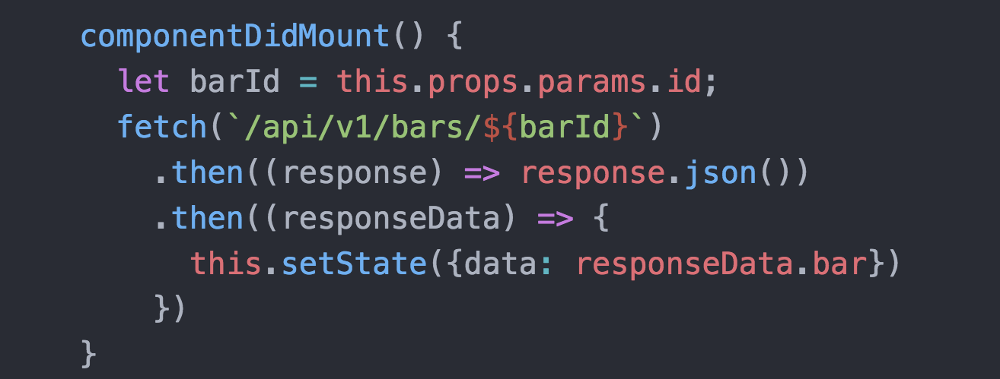 componentDidMount() {
  let barId = this.props.params.id;
  fetch(`/api/v1/bars/${barId}`)
    .then((response) => response.json())
    .then((responseData) => {
      this.setState({data: responseData.bar})
    })
}